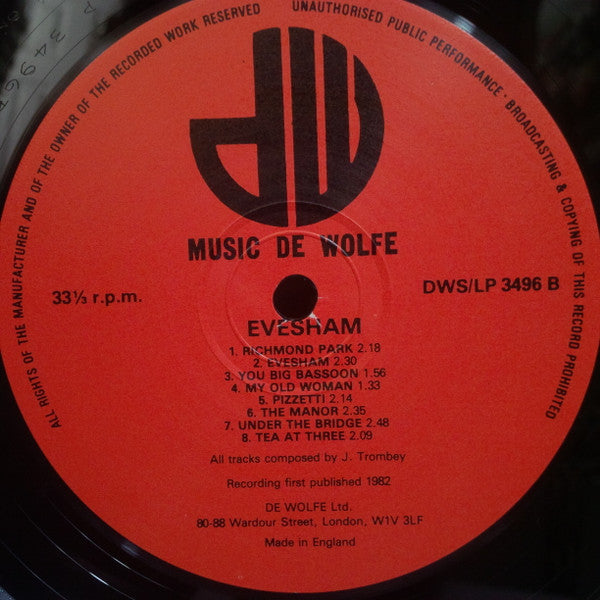 ALL RIGHTS OF THE MANUFACTURER AND OF THE OWNER OF THE RECORDED WORK RESERVED
UNAUTHORISED PUBLIC PERFORMANCE · BROADCASTING & COPYING OF THIS RECORD PROHIBITED
dW
MUSIC DE WOLFE
33⅓ r.p.m.
DWS/LP 3496 B
EVESHAM
1. RICHMOND PARK 2.18
2. EVESHAM 2.30
3. YOU BIG BASSOON 1.56
4. MY OLD WOMAN 1.33
5. PIZZETTI 2.14
6. THE MANOR 2.35
7. UNDER THE BRIDGE 2.48
8. TEA AT THREE 2.09
All tracks composed by J. Trombey
Recording first published 1982
DE WOLFE Ltd.
80-88 Wardour Street, London, W1V 3LF
Made in England